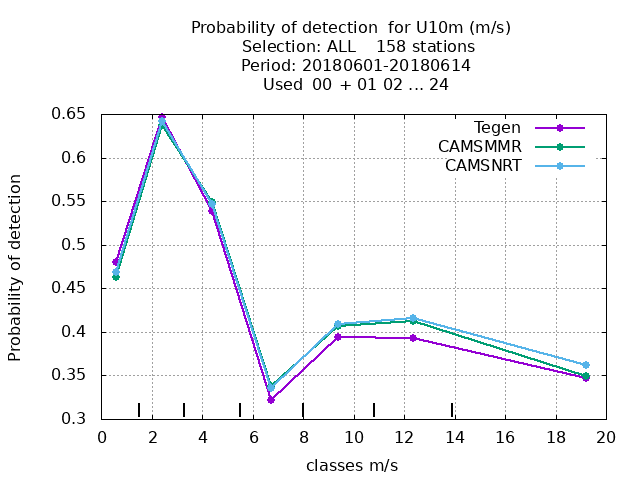 Probability of detection  for U10m (m/s)
Selection: ALL    158 stations
Period: 20180601-20180614
Used  00  + 01 02 ... 24
Probability of detection
0.65
0.6
0.55
0.5
0.45
0.4
0.35
0.3
Tegen
CAMSMMR
CAMSNRT
0 2 4 6 8 10 12 14 16 18 20
classes m/s